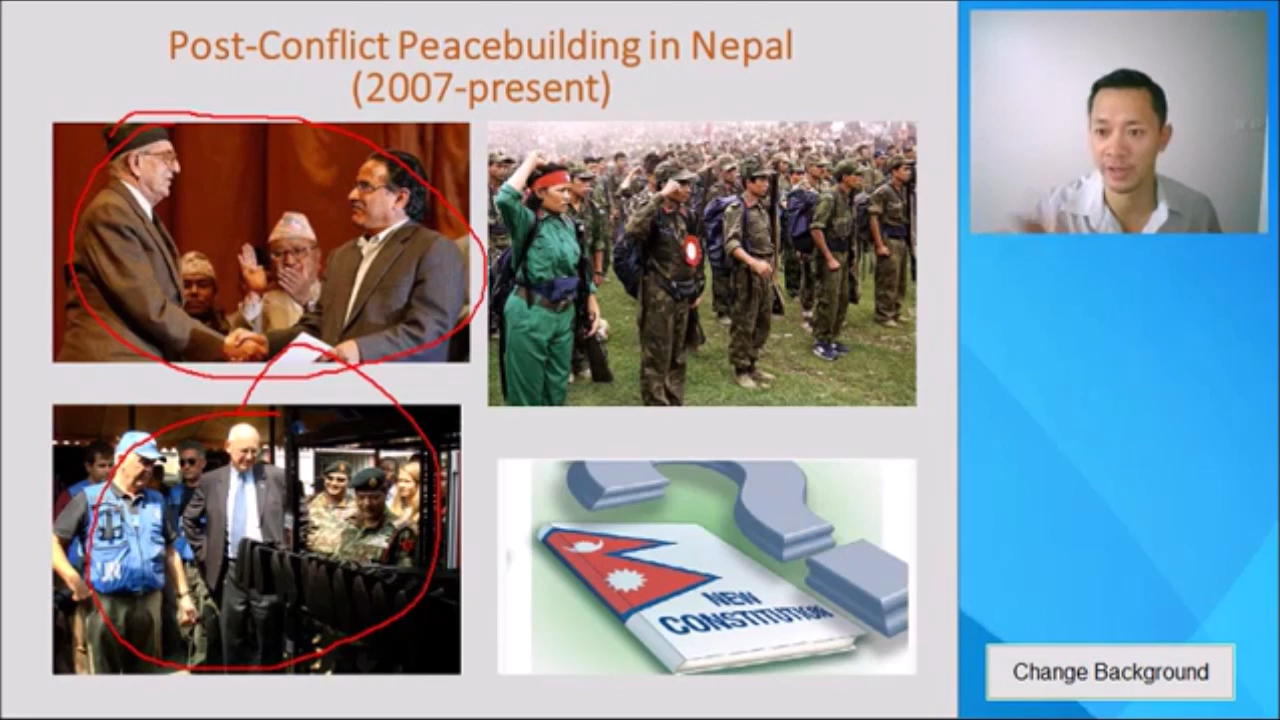 Post-Conflict Peacebuilding in Nepal
(2007-present)
NEW
CONSTITUTION
Change Background